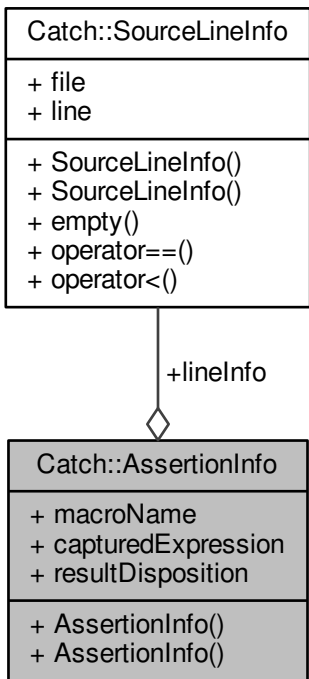 Catch::SourceLineInfo
+ file
+ line
+ SourceLineInfo()
+ SourceLineInfo()
+ empty()
+ operator==()
+ operator<()
+lineInfo
Catch::AssertionInfo
+ macroName
+ capturedExpression
+ resultDisposition
+ AssertionInfo()
+ AssertionInfo()